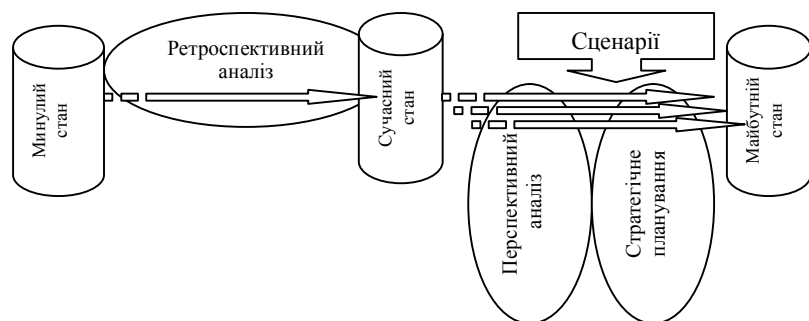 Минулий
стан
Ретроспективний
аналіз
Сучасний
стан
Сценарії
Перспективний
аналіз
Стратегічне
планування
Майбутній
стан